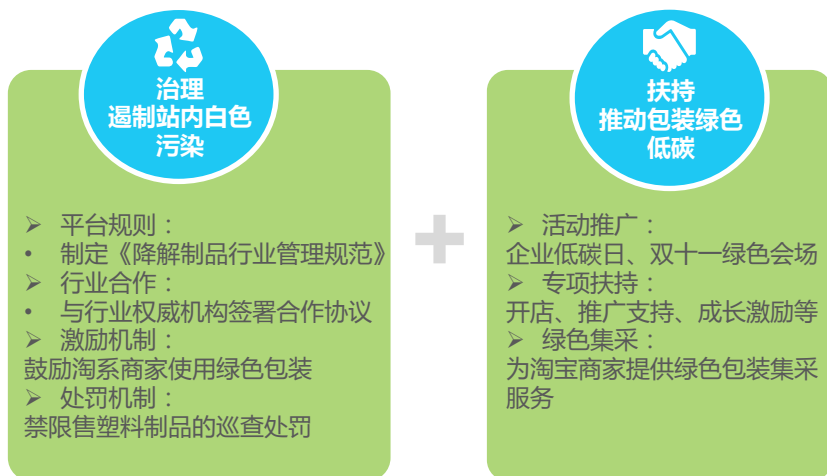 治理
遏制站内白色
污染
➢ 平台规则：
• 制定《降解制品行业管理规范》
➢ 行业合作：
• 与行业权威机构签署合作协议
➢ 激励机制：
鼓励淘系商家使用绿色包装
➢ 处罚机制：
禁限售塑料制品的巡查处罚
扶持
推动包装绿色
低碳
➢ 活动推广：
企业低碳日、双十一绿色会场
➢ 专项扶持：
开店、推广支持、成长激励等
➢ 绿色集采：
为淘宝商家提供绿色包装集采
服务